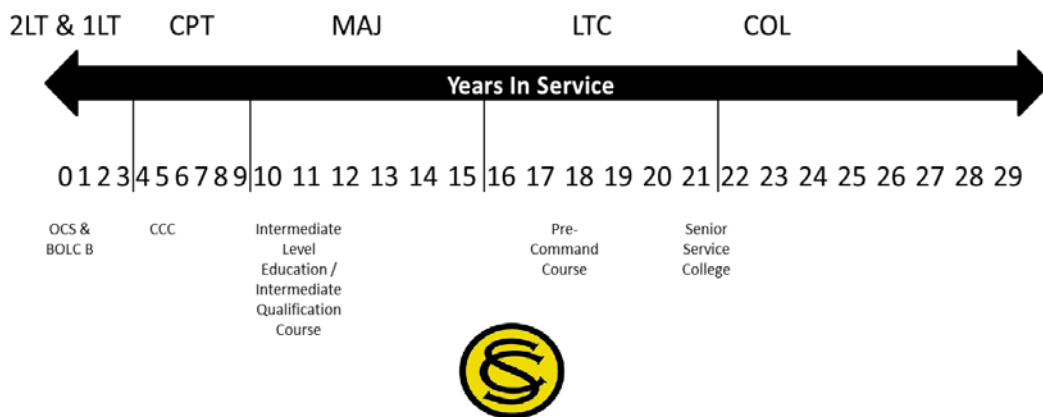 2LT & 1LT CPT MAJ LTC COL
Years In Service
0 1 2 3 4 5 6 7 8 9 10 11 12 13 14 15 16 17 18 19 20 21 22 23 24 25 26 27 28 29
OCS &
BOLC B
CCC
Intermediate
Level
Education /
Intermediate
Qualification
Course
Pre-
Command
Course
Senior
Service
College
OCS